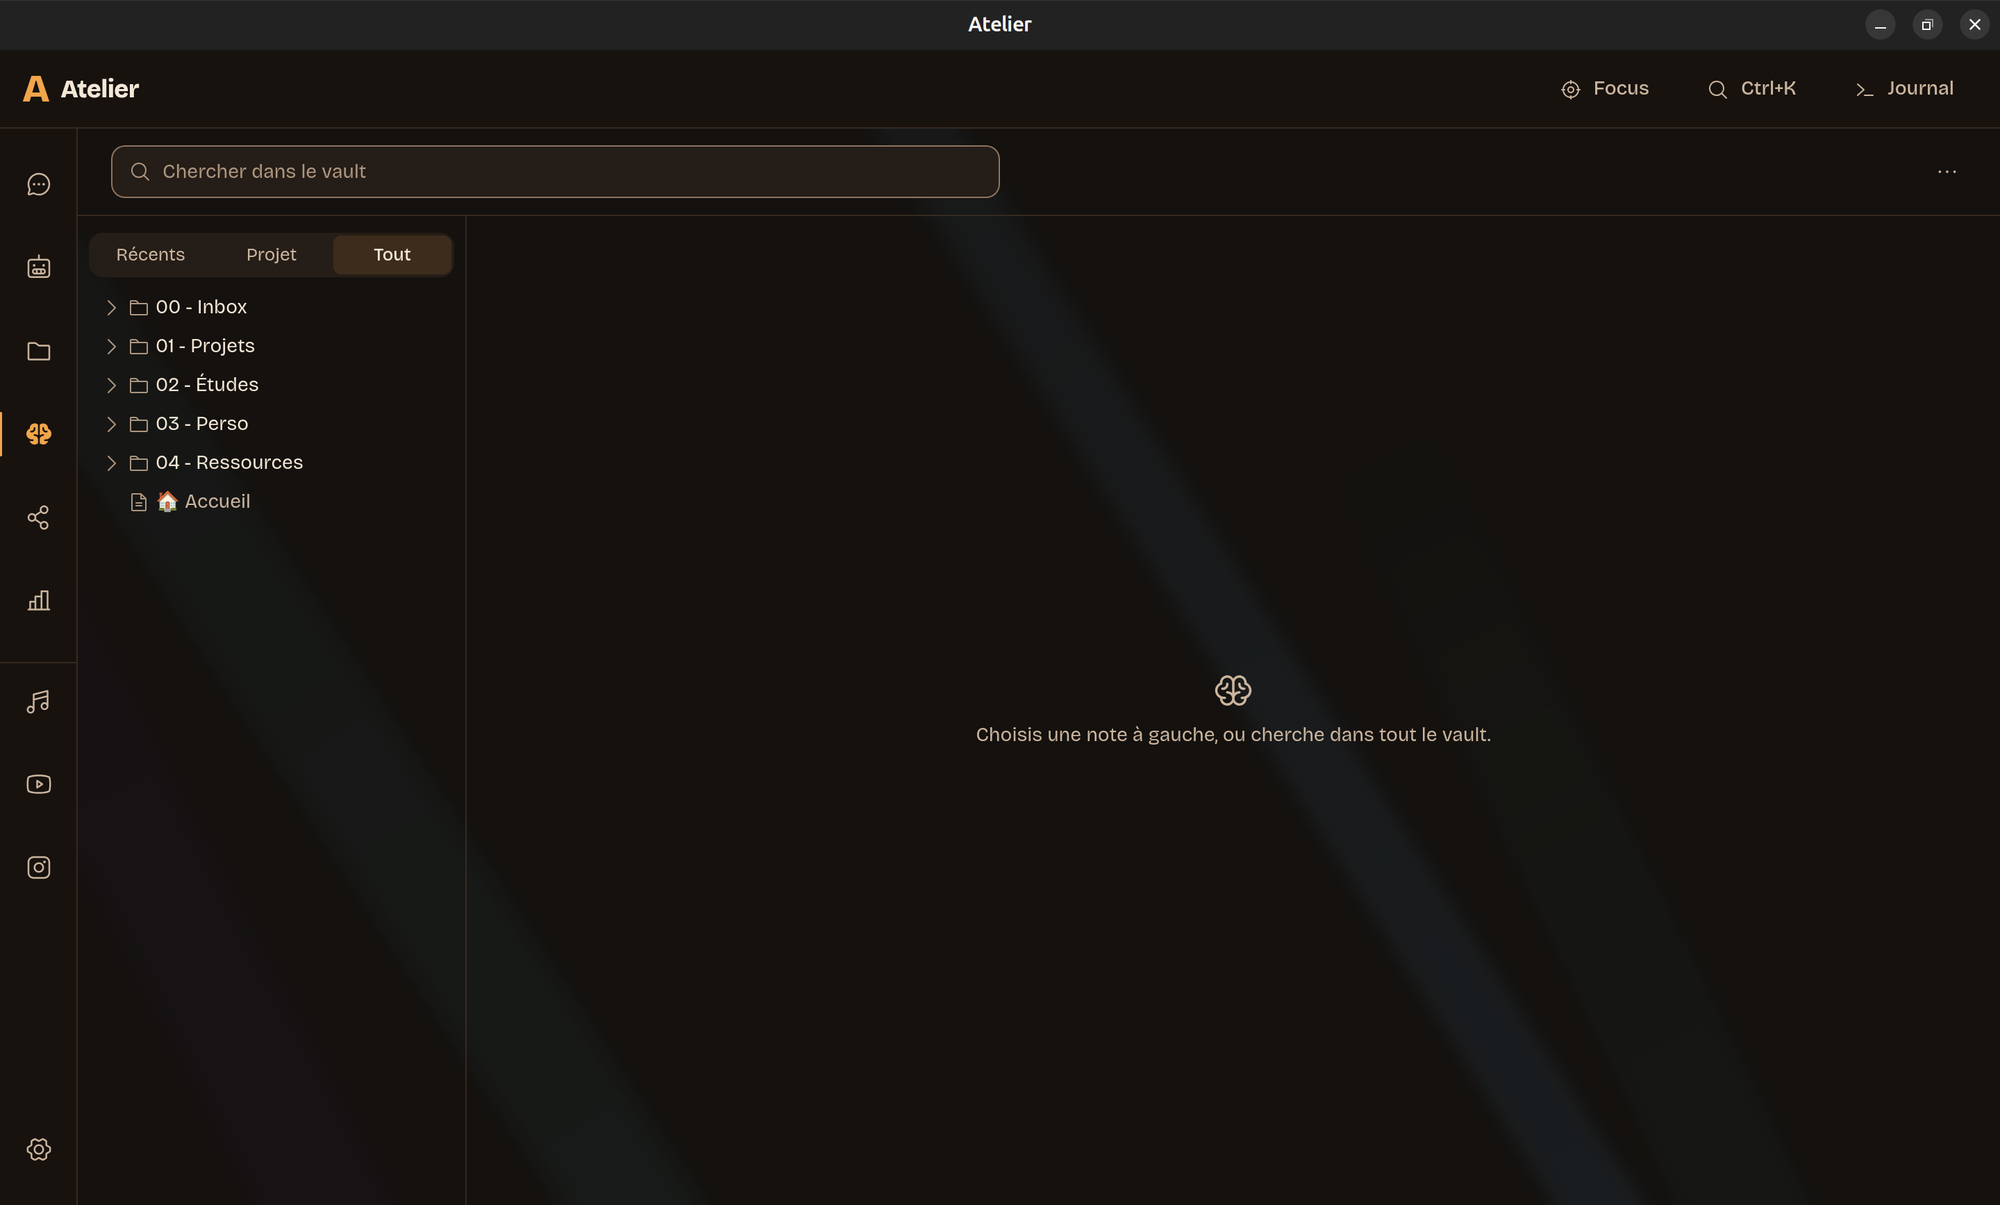 Atelier
A Atelier
Focus
Ctrl+K
Journal
Chercher dans le vault
Récents
Projet
Tout
00 - Inbox
01 - Projets
02 - Études
03 - Perso
04 - Ressources
🏠 Accueil
Choisis une note à gauche, ou cherche dans tout le vault.